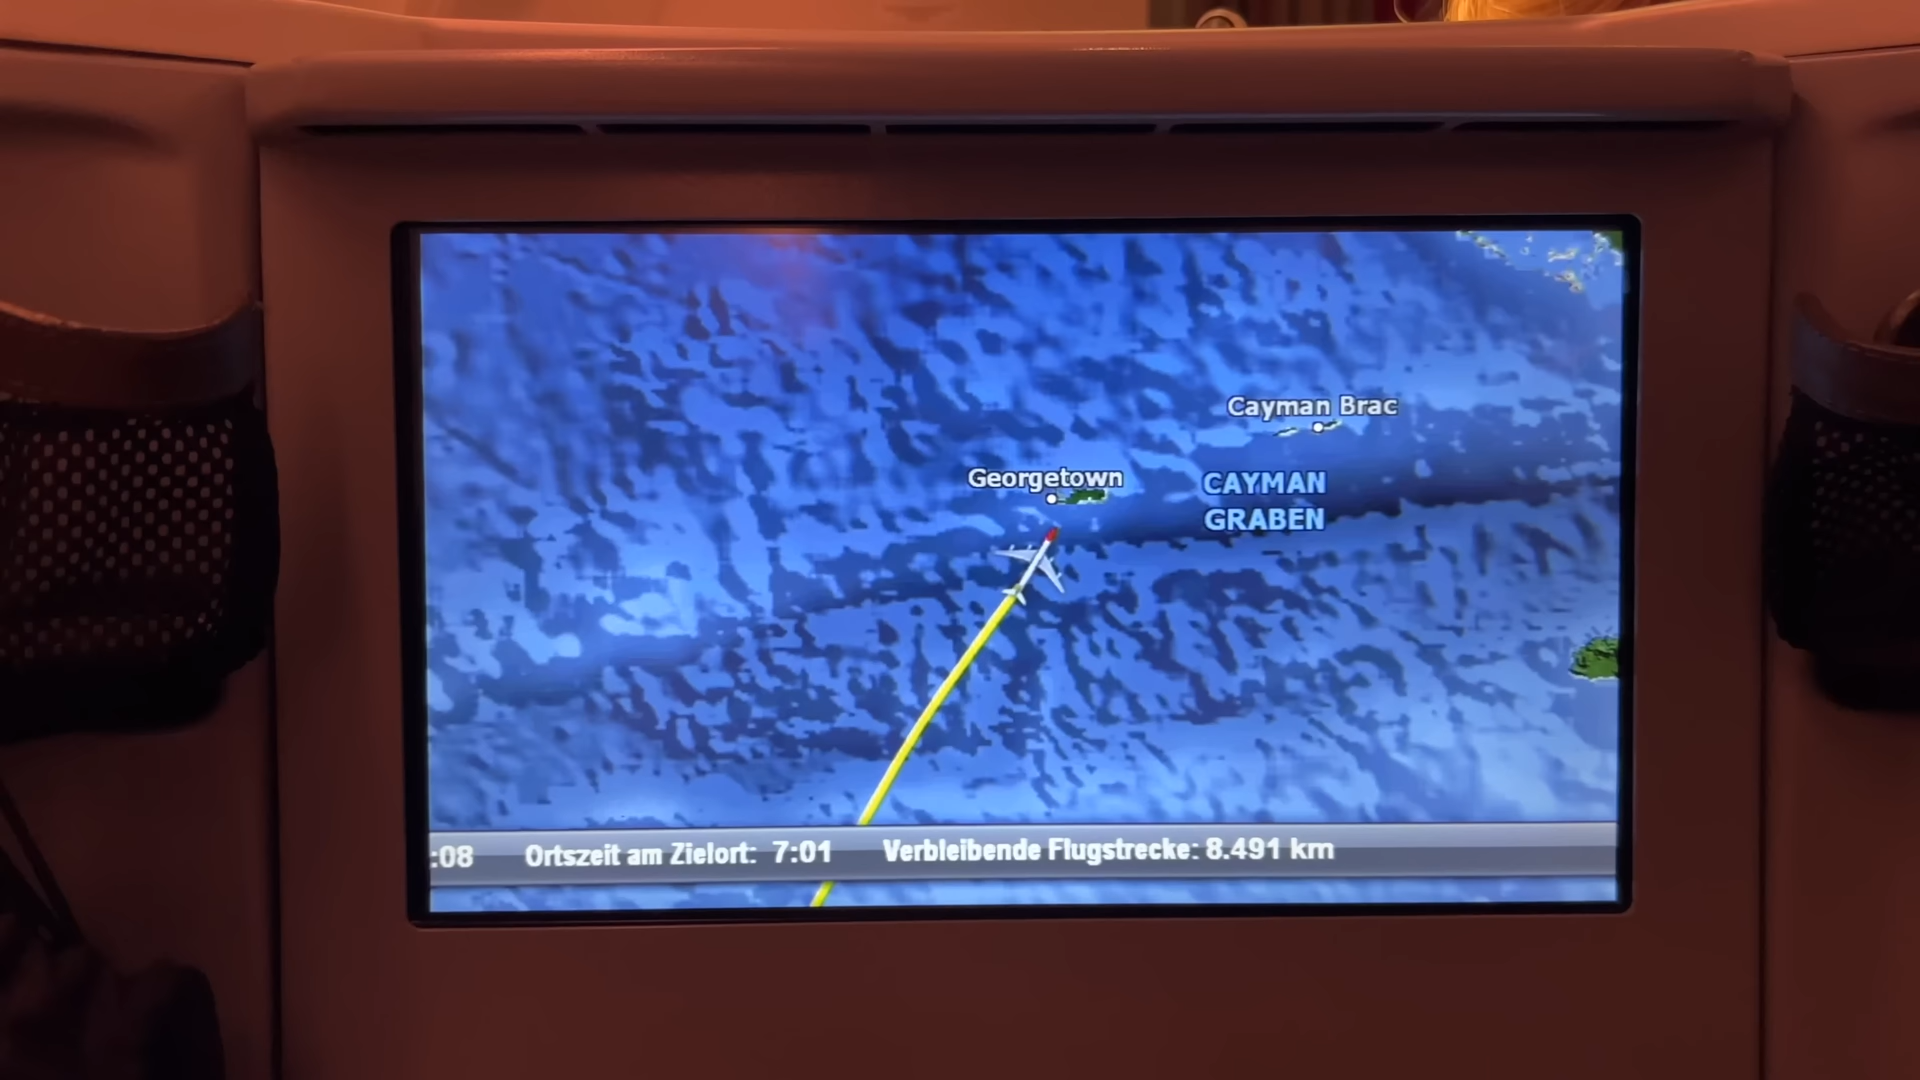 Cayman Brac
Georgetown
CAYMAN
GRABEN
:08 Ortszeit am Zielort: 7:01 Verbleibende Flugstrecke: 8.491 km